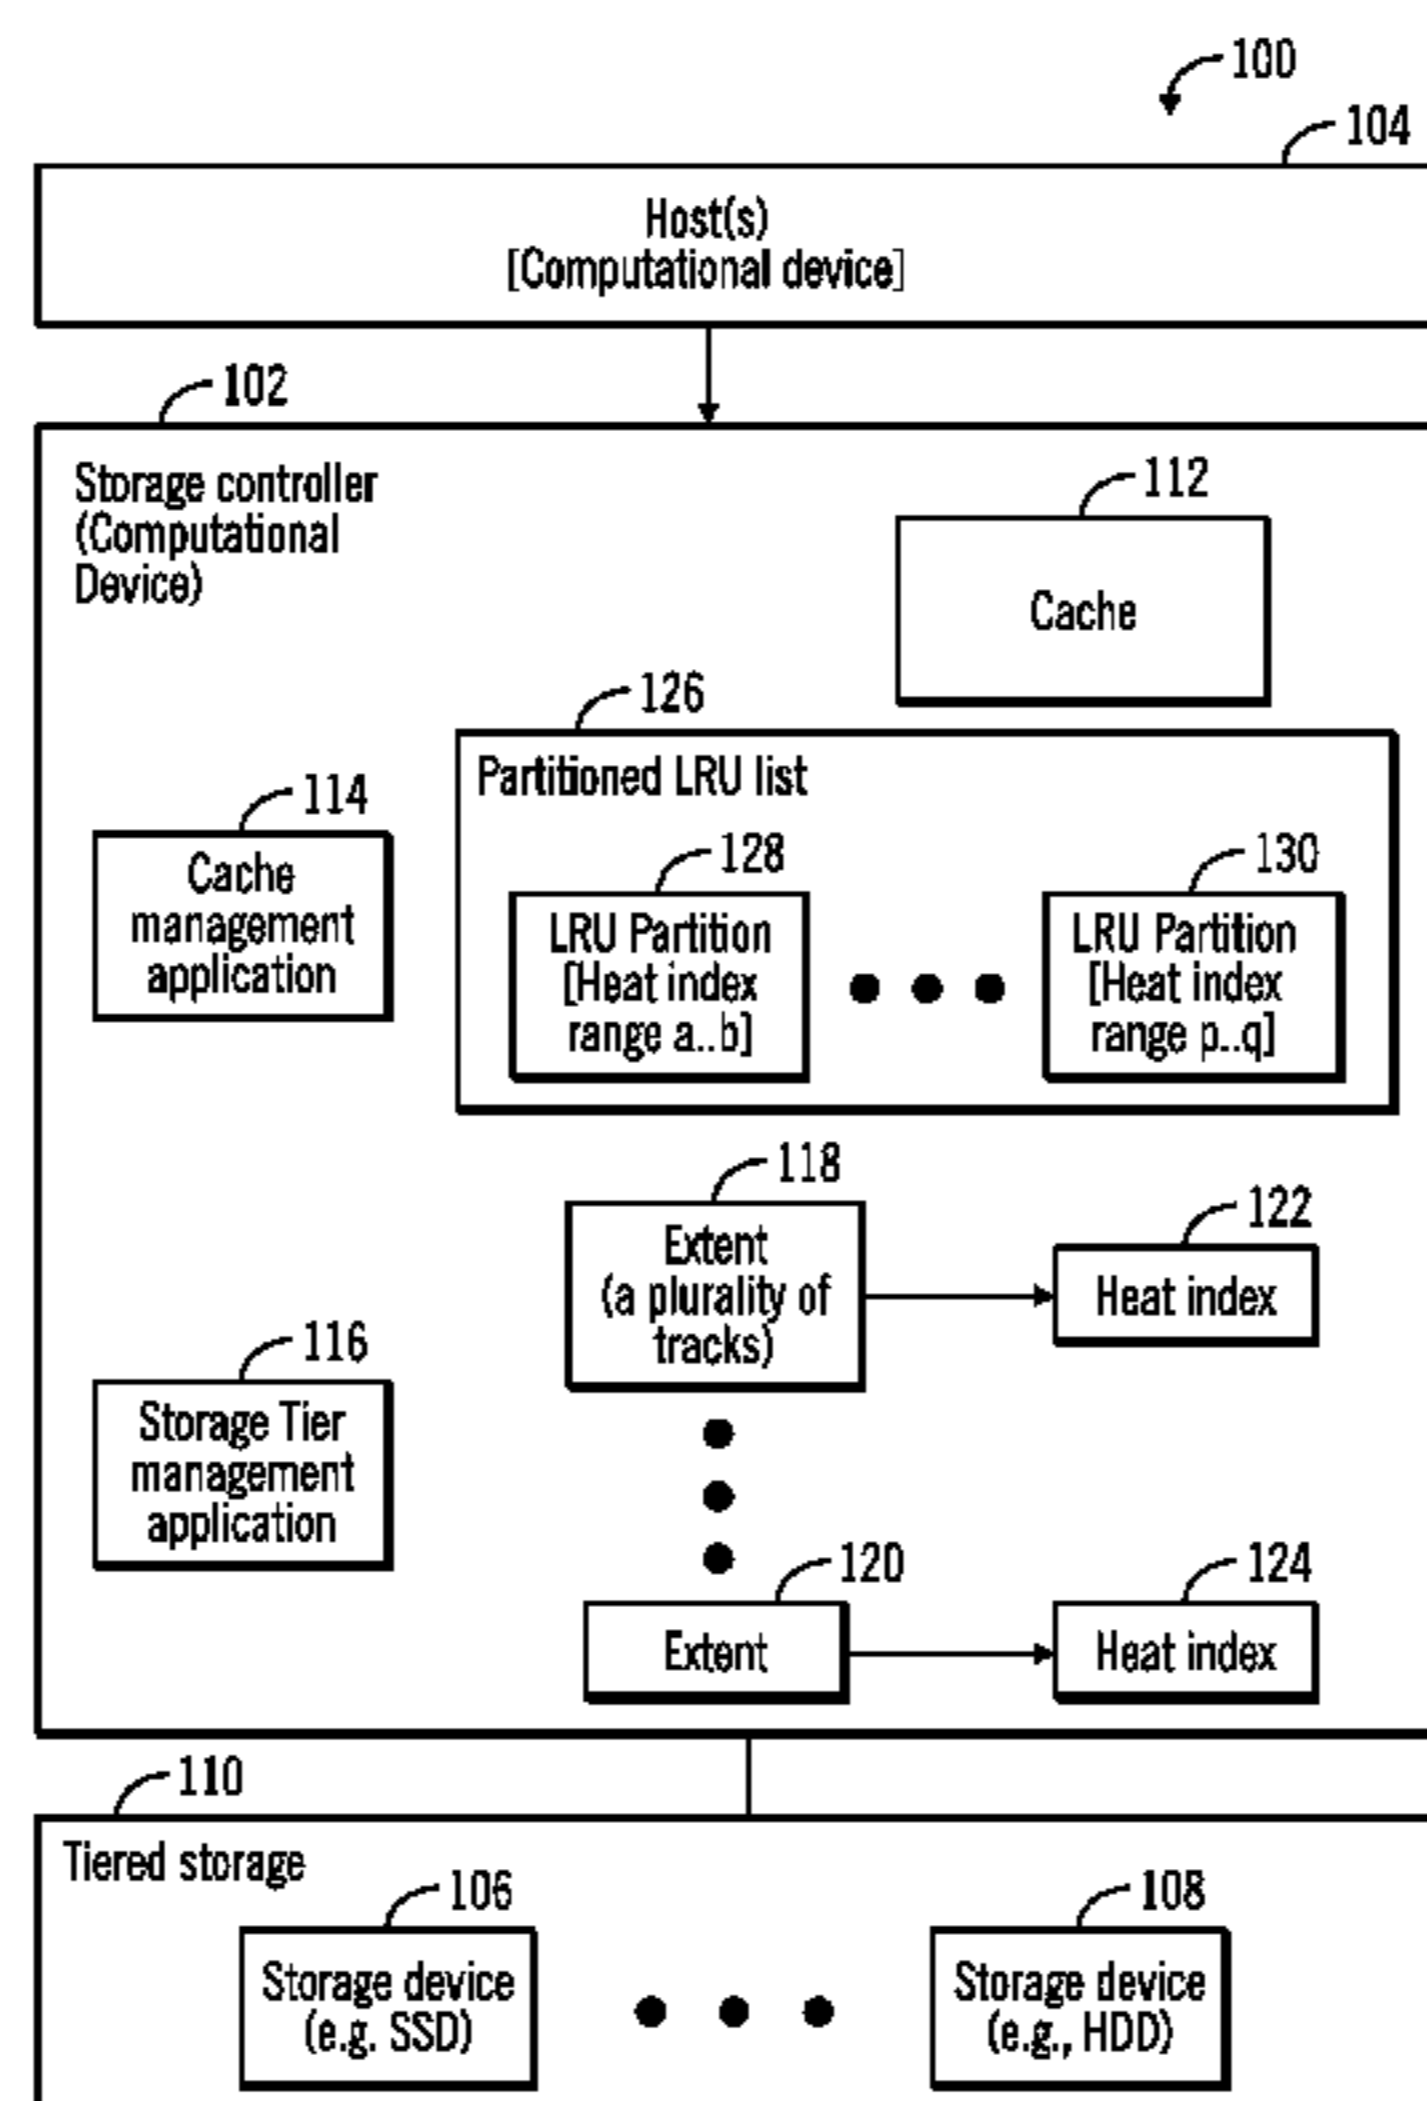 100
104
Host(s)
[Computational device]
102
Storage controller
(Computational
Device)
112
Cache
126
Partitioned LRU list
114
Cache
management
application
128
LRU Partition
[Heat index
range a..b]
130
LRU Partition
[Heat index
range p..q]
118
Extent
(a plurality of
tracks)
122
Heat index
116
Storage Tier
management
application
120
Extent
124
Heat index
110
Tiered storage
106
Storage device
(e.g. SSD)
108
Storage device
(e.g., HDD)